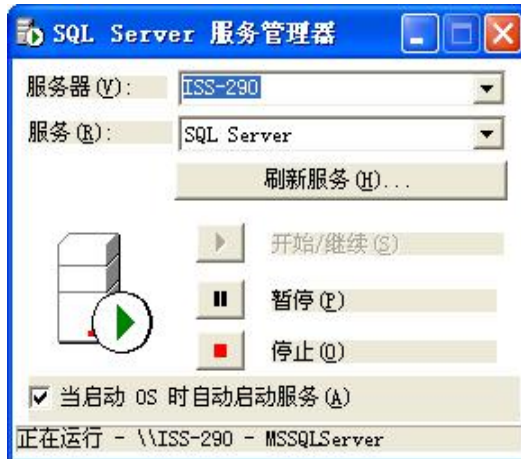 SQL Server 服务管理器
服务器(V): ISS-290
服务(R): SQL Server
刷新服务(H)...
开始/继续(S)
暂停(P)
停止(O)
当启动 OS 时自动启动服务(A)
正在运行 - \\ISS-290 - MSSQLServer